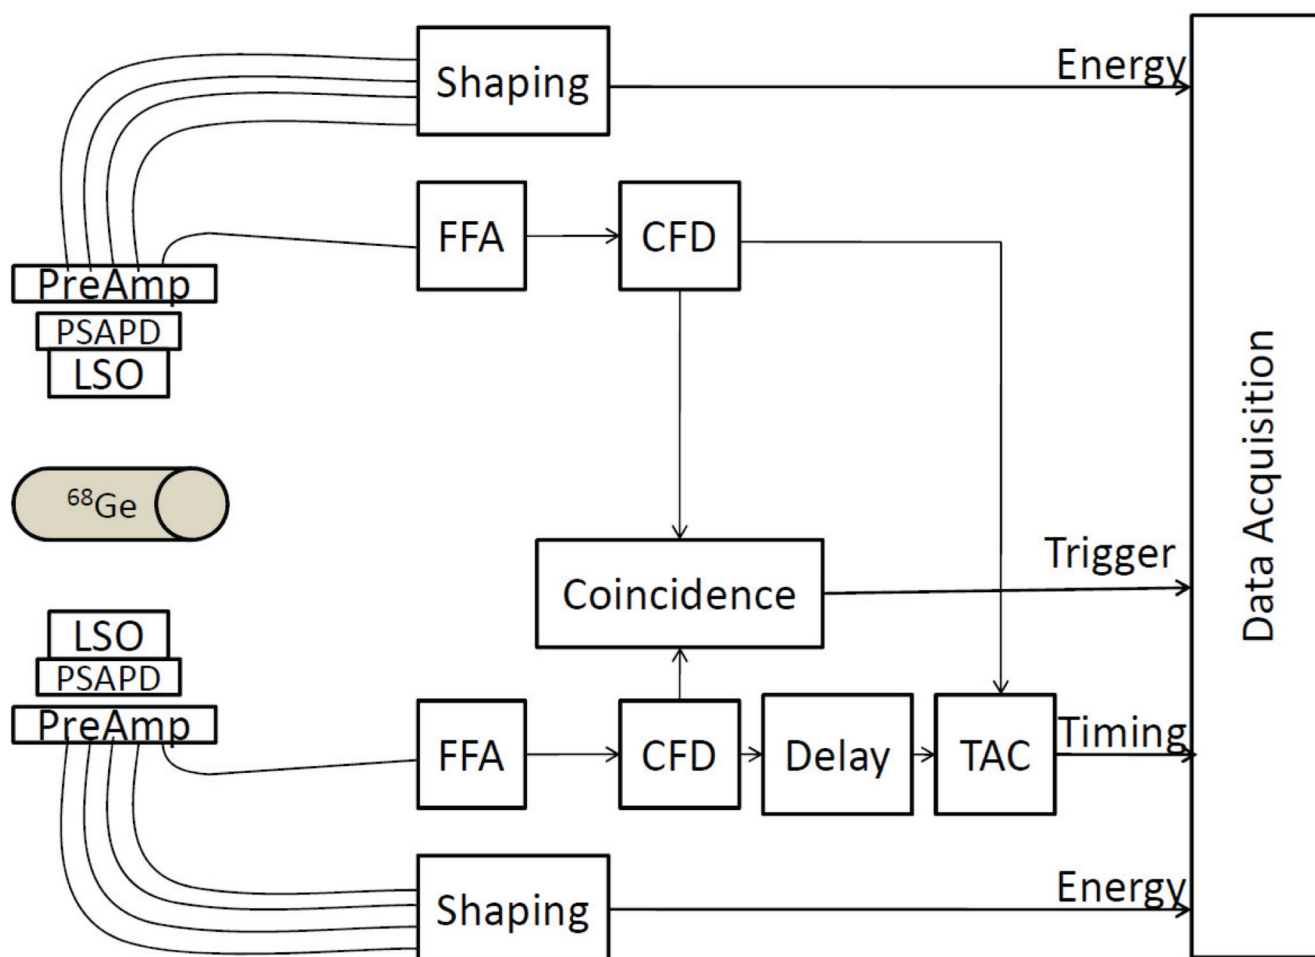 Shaping
Energy
FFA
CFD
PreAmp
PSAPD
LSO
⁶⁸Ge
Coincidence
Trigger
Data Acquisition
LSO
PSAPD
PreAmp
FFA
CFD
Delay
TAC
Timing
Shaping
Energy